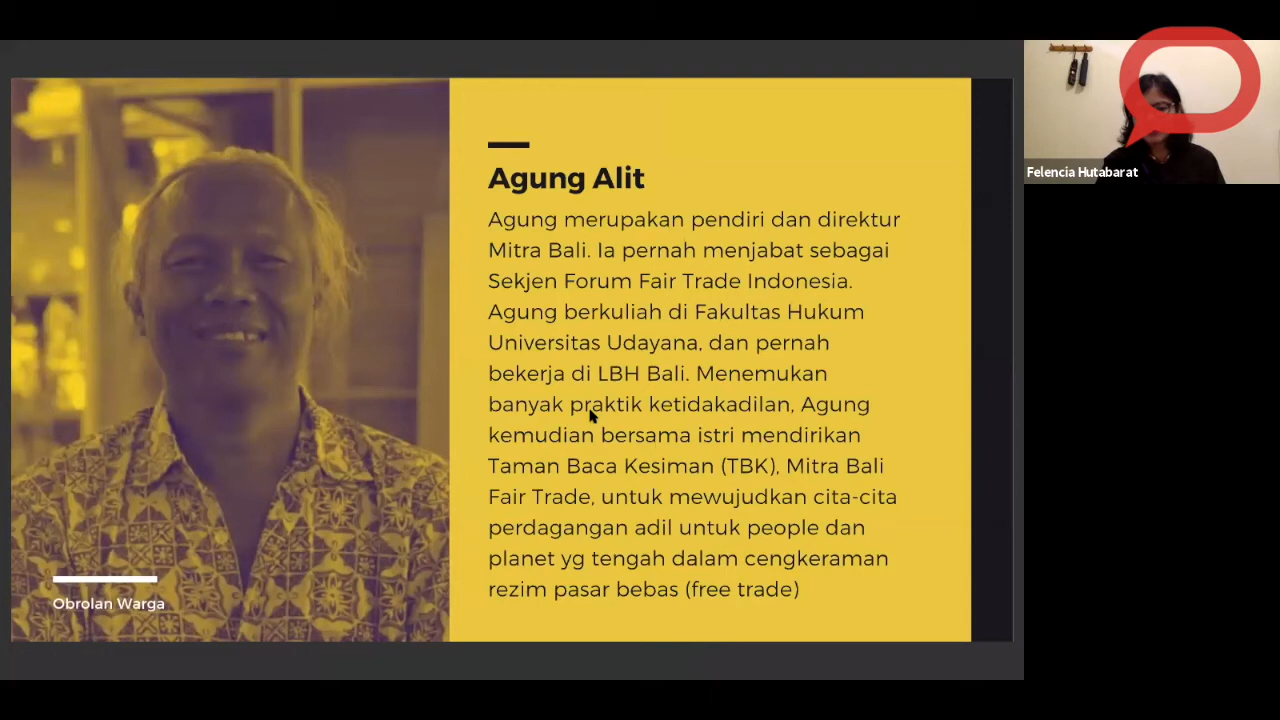 Agung Alit
Agung merupakan pendiri dan direktur
Mitra Bali. Ia pernah menjabat sebagai
Sekjen Forum Fair Trade Indonesia.
Agung berkuliah di Fakultas Hukum
Universitas Udayana, dan pernah
bekerja di LBH Bali. Menemukan
banyak praktik ketidakadilan, Agung
kemudian bersama istri mendirikan
Taman Baca Kesiman (TBK), Mitra Bali
Fair Trade, untuk mewujudkan cita-cita
perdagangan adil untuk people dan
planet yg tengah dalam cengkeraman
rezim pasar bebas (free trade)
Obrolan Warga
Felencia Hutabarat